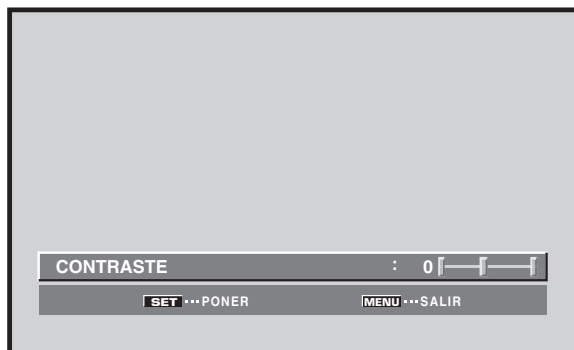 CONTRASTE : 0
SET ··· PONER MENU ··· SALIR